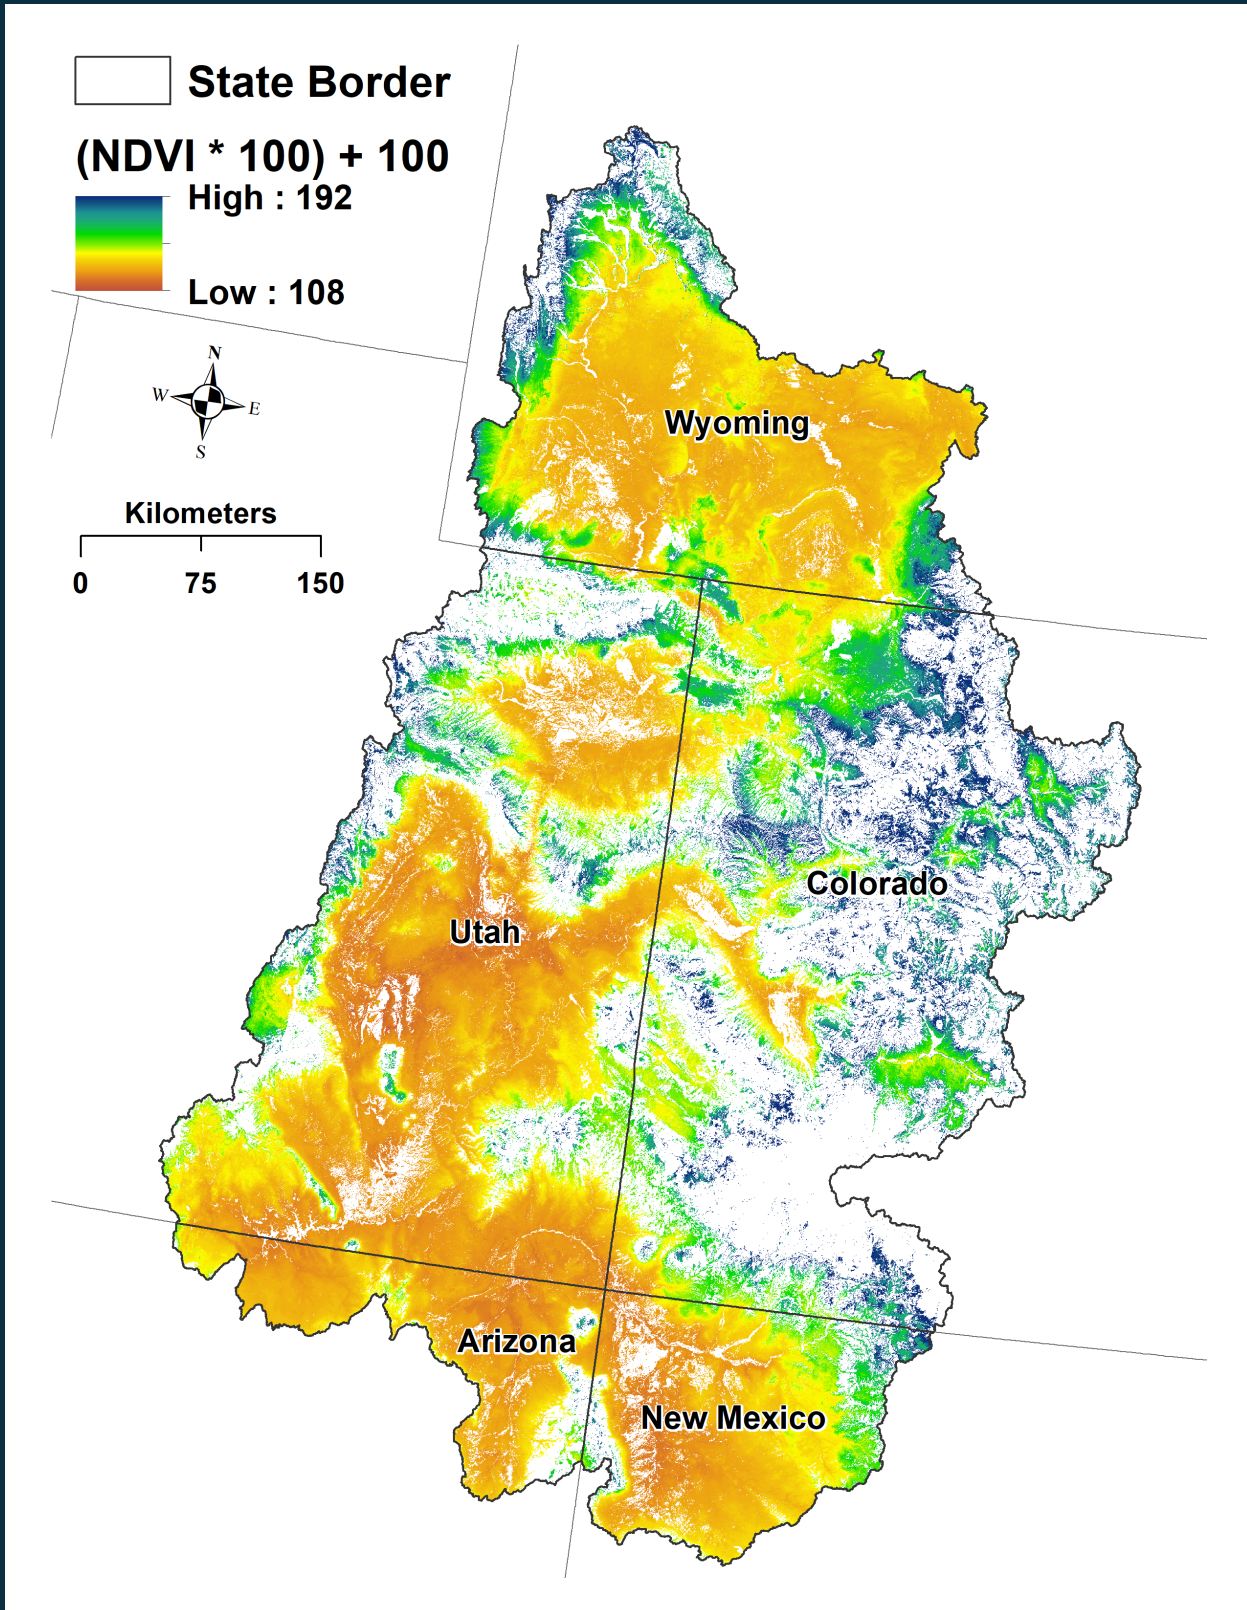 State Border
(NDVI * 100) + 100
High : 192
Low : 108
N
W
E
S
Kilometers
0 75 150
Wyoming
Colorado
Utah
Arizona
New Mexico